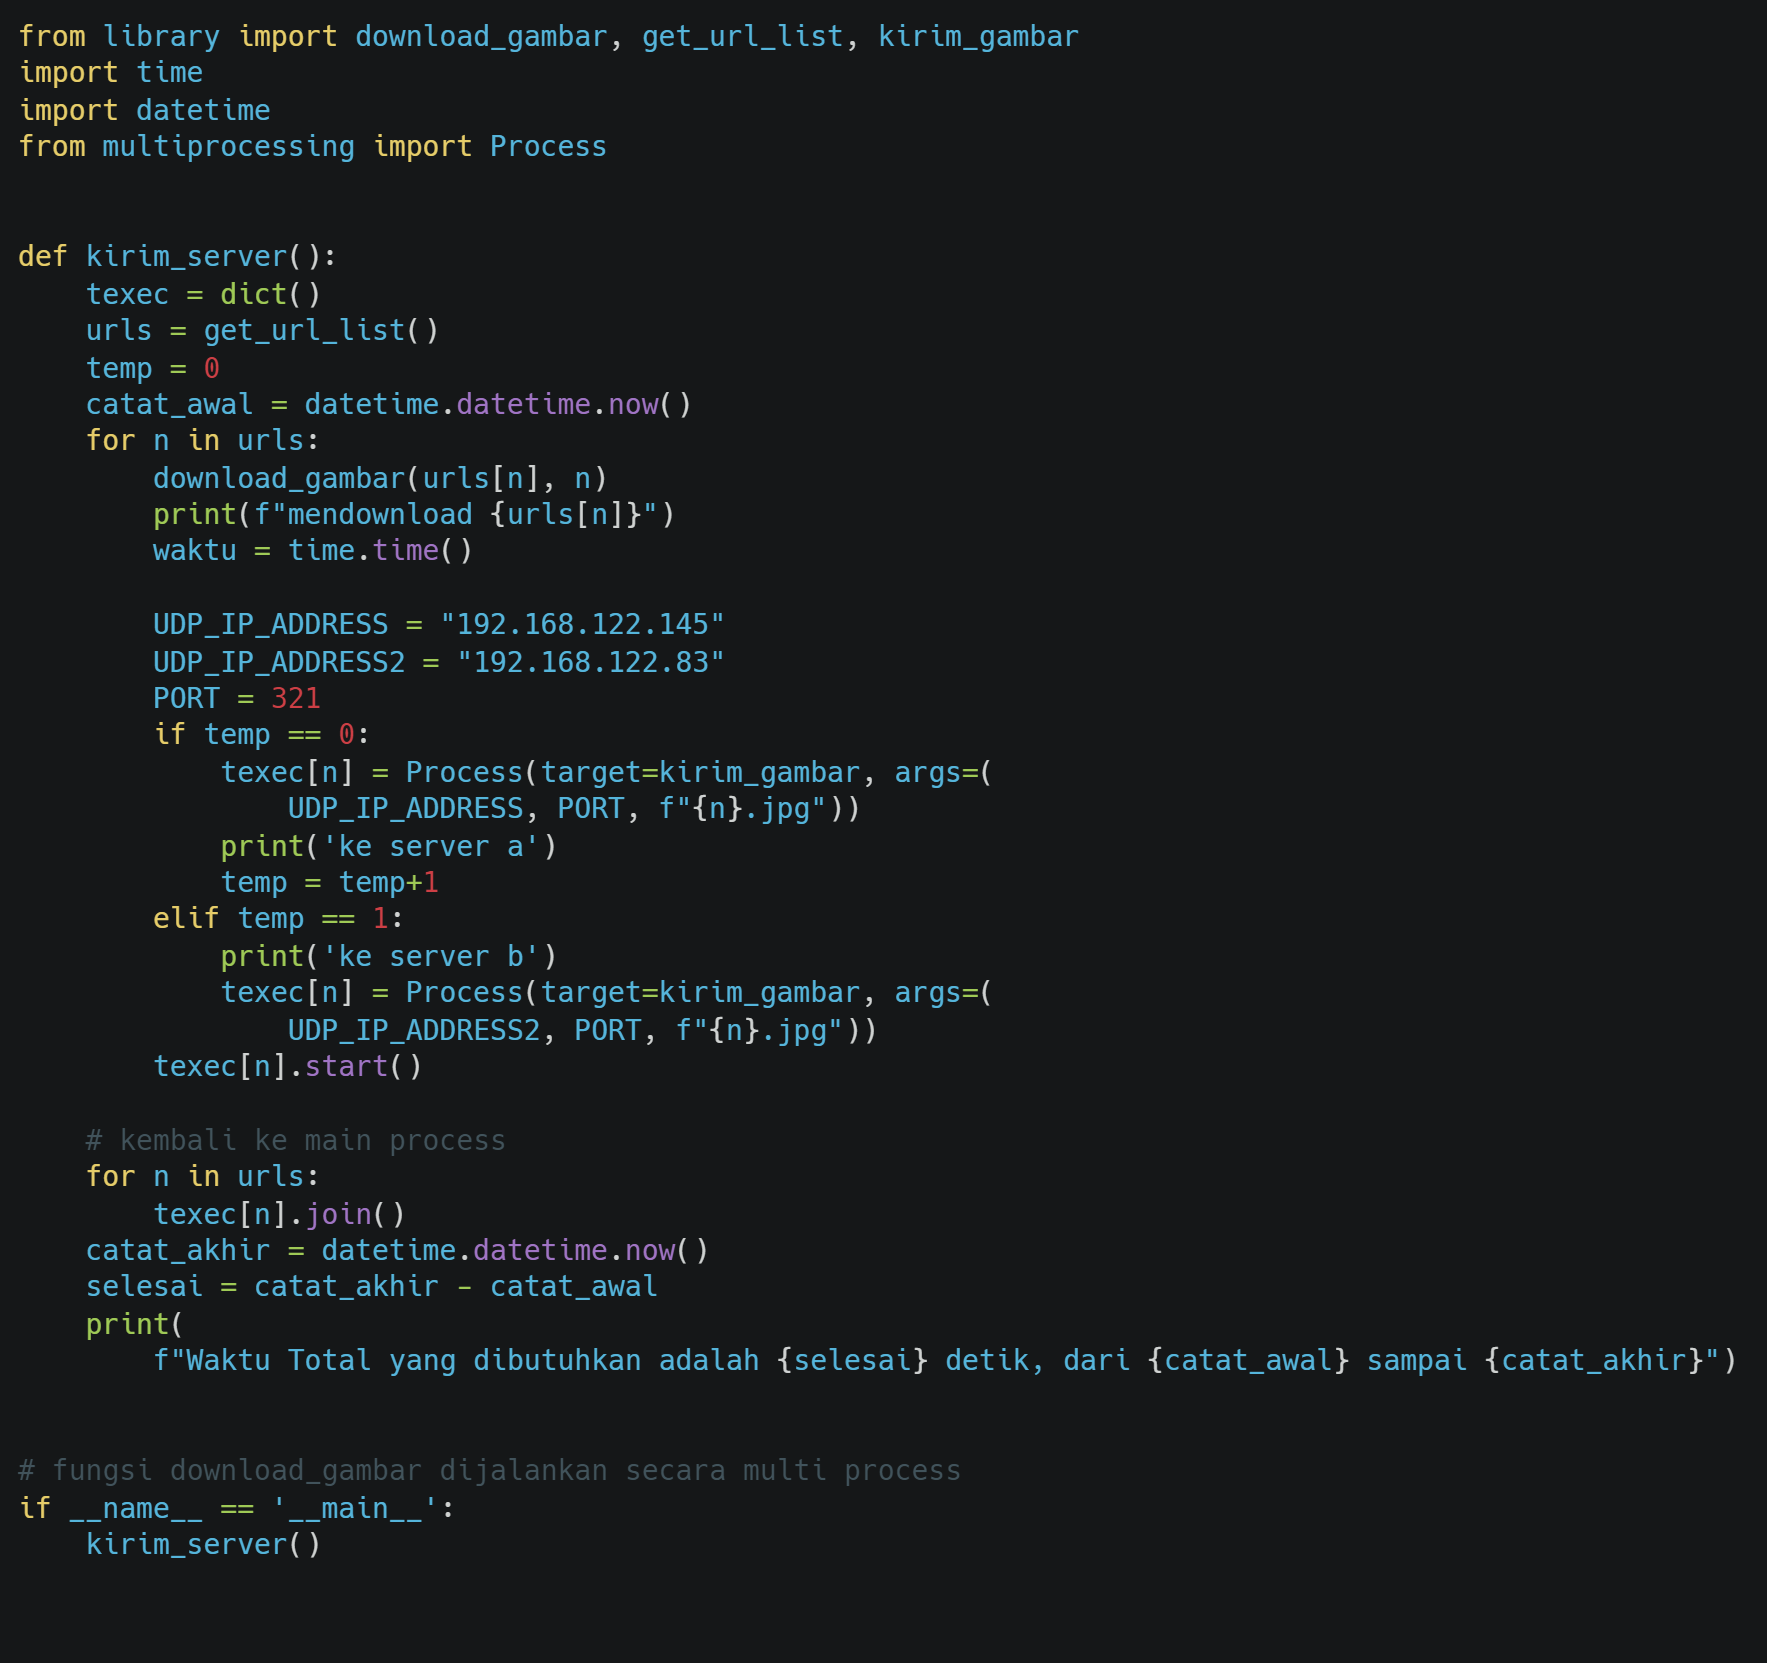 from library import download_gambar, get_url_list, kirim_gambar
import time
import datetime
from multiprocessing import Process


def kirim_server():
    texec = dict()
    urls = get_url_list()
    temp = 0
    catat_awal = datetime.datetime.now()
    for n in urls:
        download_gambar(urls[n], n)
        print(f"mendownload {urls[n]}")
        waktu = time.time()

        UDP_IP_ADDRESS = "192.168.122.145"
        UDP_IP_ADDRESS2 = "192.168.122.83"
        PORT = 321
        if temp == 0:
            texec[n] = Process(target=kirim_gambar, args=(
                UDP_IP_ADDRESS, PORT, f"{n}.jpg"))
            print('ke server a')
            temp = temp+1
        elif temp == 1:
            print('ke server b')
            texec[n] = Process(target=kirim_gambar, args=(
                UDP_IP_ADDRESS2, PORT, f"{n}.jpg"))
        texec[n].start()

    # kembali ke main process
    for n in urls:
        texec[n].join()
    catat_akhir = datetime.datetime.now()
    selesai = catat_akhir - catat_awal
    print(
        f"Waktu Total yang dibutuhkan adalah {selesai} detik, dari {catat_awal} sampai {catat_akhir}")


# fungsi download_gambar dijalankan secara multi process
if __name__ == '__main__':
    kirim_server()